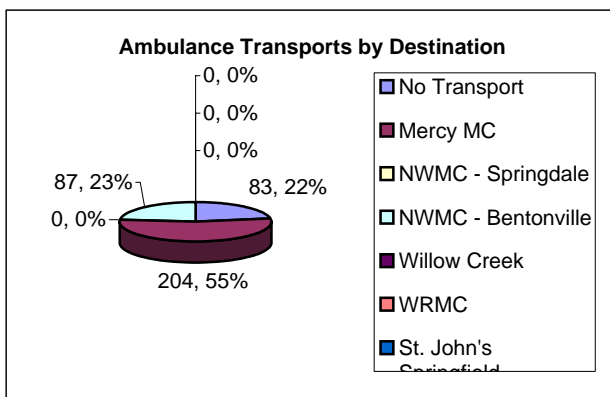 Ambulance Transports by Destination
0, 0%
0, 0%
0, 0%
87, 23%
83, 22%
0, 0%
204, 55%
No Transport
Mercy MC
NWMC - Springdale
NWMC - Bentonville
Willow Creek
WRMC
St. John's
Springfield